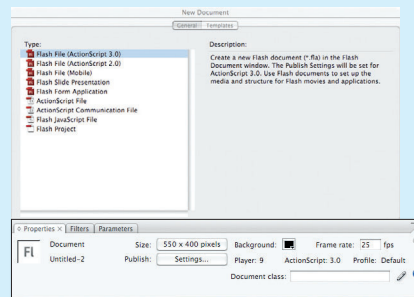 New Document
General Templates
Type:
Flash File (ActionScript 3.0)
Flash File (ActionScript 2.0)
Flash File (Mobile)
Flash Slide Presentation
Flash Form Application
ActionScript File
ActionScript Communication File
Flash JavaScript File
Flash Project
Description:
Create a new Flash document (*.fla) in the Flash
Document window. The Publish Settings will be set for
ActionScript 3.0. Use Flash documents to set up the
media and structure for Flash movies and applications.
Properties × Filters Parameters
Fl
Document
Untitled-2
Size: 550 x 400 pixels
Publish: Settings...
Background: Frame rate: 25 fps
Player: 9 ActionScript: 3.0 Profile: Default
Document class: